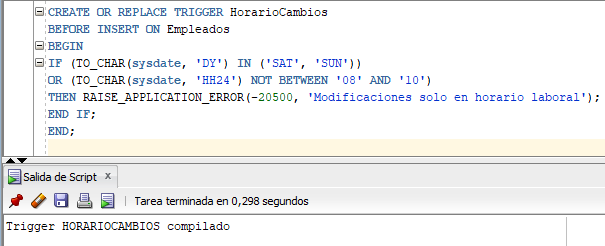 CREATE OR REPLACE TRIGGER HorarioCambios
BEFORE INSERT ON Empleados
BEGIN
IF (TO_CHAR(sysdate, 'DY') IN ('SAT', 'SUN'))
OR (TO_CHAR(sysdate, 'HH24') NOT BETWEEN '08' AND '10')
THEN RAISE_APPLICATION_ERROR(-20500, 'Modificaciones solo en horario laboral');
END IF;
END;
Salida de Script x
Tarea terminada en 0,298 segundos
Trigger HORARIOCAMBIOS compilado